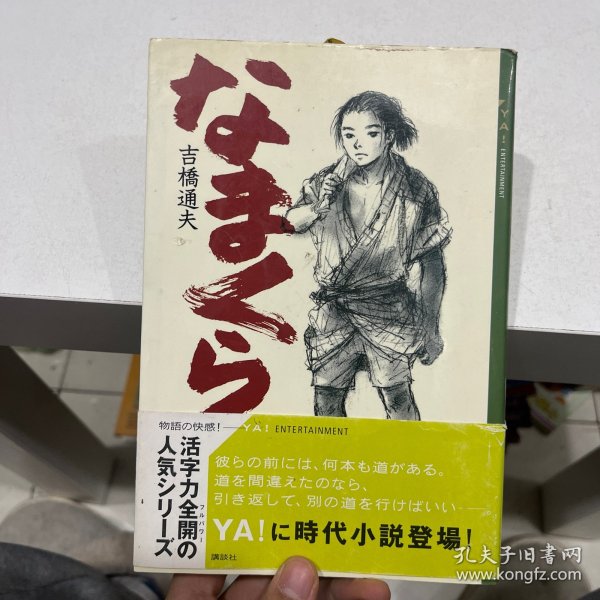 なまくら
吉橋通夫
YA!
ENTERTAINMENT
物語の快感!——YA! ENTERTAINMENT
活字力全開の
フルパワー
人気シリーズ
彼らの前には、何本も道がある。
道を間違えたのなら、
引き返して、別の道を行けばいい——。
YA!に時代小説登場!
講談社
孔夫子旧书网
www.kongfz.com